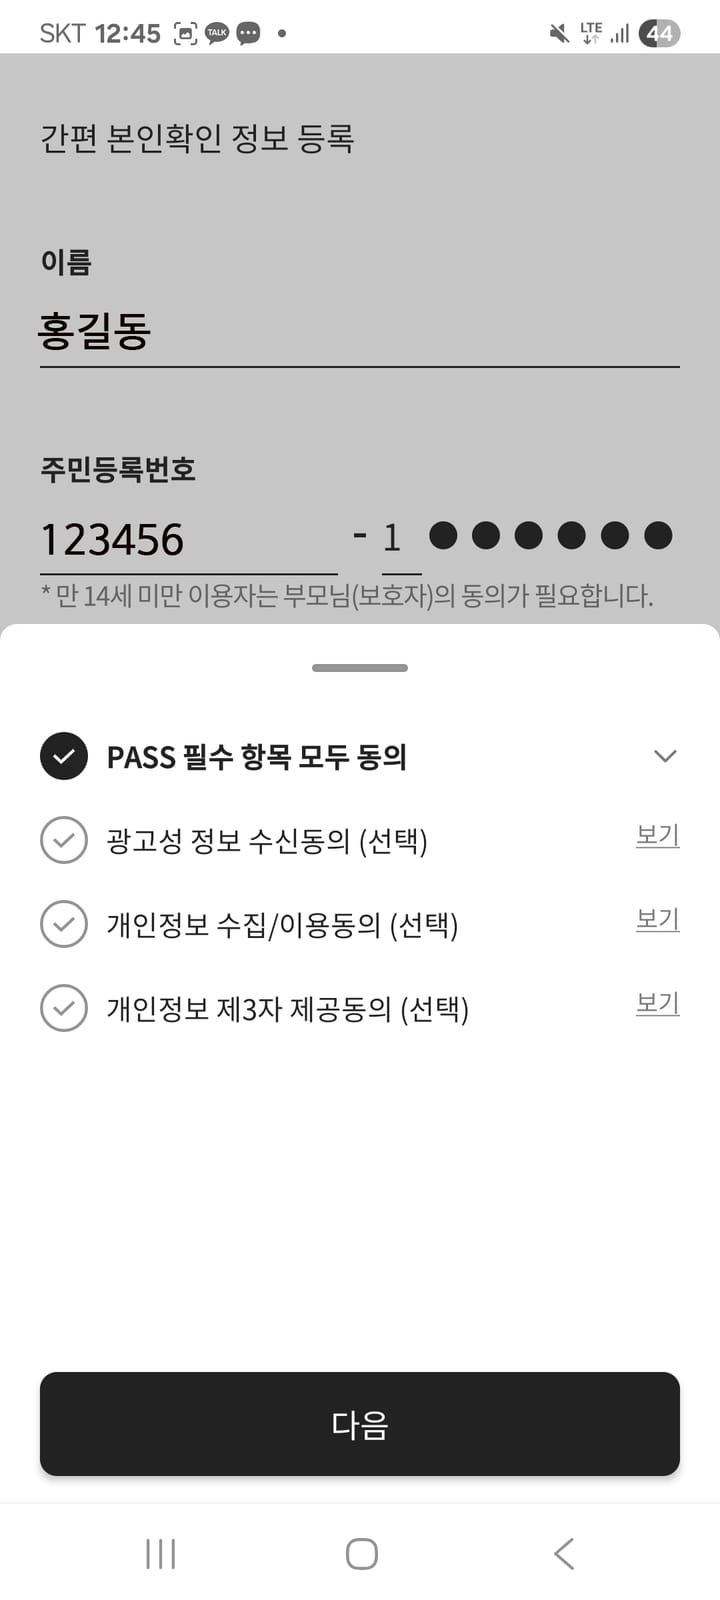 SKT 12:45 TALK
LTE 44
간편 본인확인 정보 등록
이름
홍길동
주민등록번호
123456 - 1 ●●●●●●
* 만 14세 미만 이용자는 부모님(보호자)의 동의가 필요합니다.
PASS 필수 항목 모두 동의
광고성 정보 수신동의 (선택) 보기
개인정보 수집/이용동의 (선택) 보기
개인정보 제3자 제공동의 (선택) 보기
다음